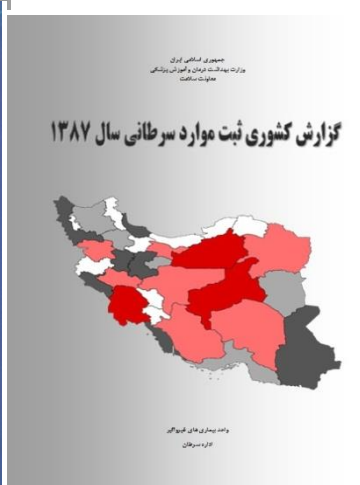 جمهوری اسلامی ایران
وزارت بهداشت درمان و آموزش پزشکی
معاونت سلامت
گزارش کشوری ثبت موارد سرطانی سال ۱۳۸۷
واحد بیماری های غیرواگیر
اداره سرطان